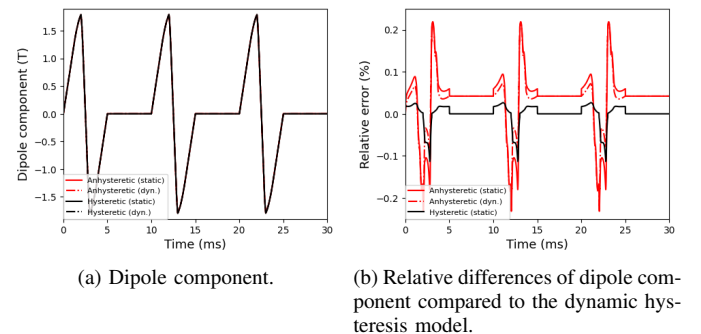 Dipole component (T)
1.5
1.0
0.5
0.0
−0.5
−1.0
−1.5
Anhysteretic (static)
Anhysteretic (dyn.)
Hysteretic (static)
Hysteretic (dyn.)
0 5 10 15 20 25 30
Time (ms)
(a) Dipole component.
Relative error (%)
0.2
0.1
0.0
−0.1
−0.2
Anhysteretic (static)
Anhysteretic (dyn.)
Hysteretic (static)
0 5 10 15 20 25 30
Time (ms)
(b) Relative differences of dipole com-
ponent compared to the dynamic hys-
teresis model.